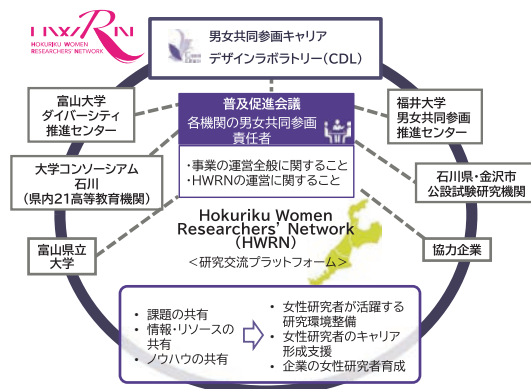 HWRN
HOKURIKU WOMEN
RESEARCHERS' NETWORK
男女共同参画キャリア
デザインラボラトリー(CDL)
富山大学
ダイバーシティ
推進センター
普及促進会議
各機関の男女共同参画
責任者
福井大学
男女共同参画
推進センター
大学コンソーシアム
石川
(県内21高等教育機関)
・事業の運営全般に関すること
・HWRNの運営に関すること
石川県・金沢市
公設試験研究機関
富山県立
大学
Hokuriku Women
Researchers' Network
(HWRN)
＜研究交流プラットフォーム＞
協力企業
• 課題の共有
• 情報・リソースの
共有
• ノウハウの共有
• 女性研究者が活躍する
研究環境整備
• 女性研究者のキャリア
形成支援
• 企業の女性研究者育成